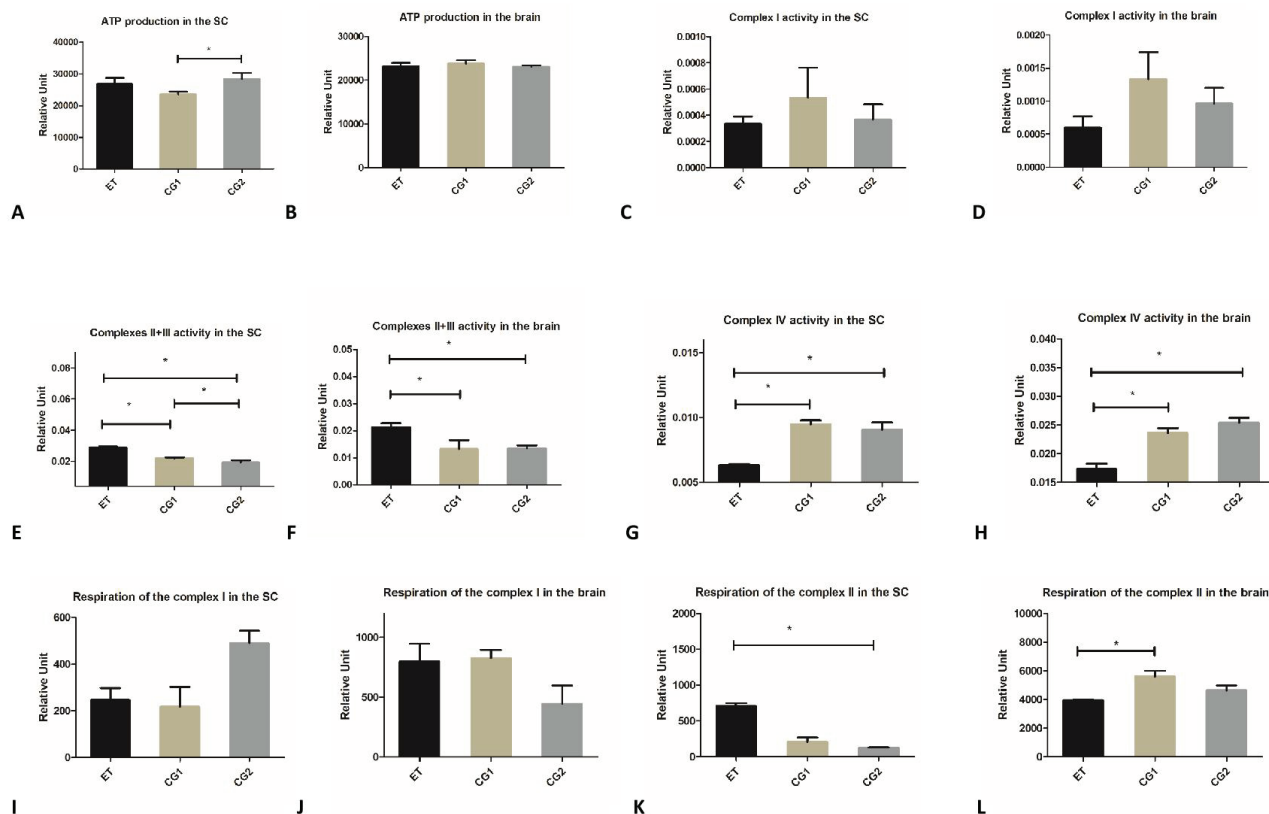 ATP production in the SC
Relative Unit
40000
30000
20000
10000
0
*
ET
CG1
CG2
A
ATP production in the brain
Relative Unit
30000
20000
10000
0
ET
CG1
CG2
B
Complex I activity in the SC
Relative Unit
0.0010
0.0008
0.0006
0.0004
0.0002
0.0000
ET
CG1
CG2
C
Complex I activity in the brain
Relative Unit
0.0020
0.0015
0.0010
0.0005
0.0000
ET
CG1
CG2
D
Complexes II+III activity in the SC
Relative Unit
0.08
0.06
0.04
0.02
*
*
*
ET
CG1
CG2
E
Complexes II+III activity in the brain
Relative Unit
0.05
0.04
0.03
0.02
0.01
0.00
*
*
ET
CG1
CG2
F
Complex IV activity in the SC
Relative Unit
0.015
0.010
0.005
*
*
ET
CG1
CG2
G
Complex IV activity in the brain
Relative Unit
0.040
0.035
0.030
0.025
0.020
0.015
*
*
ET
CG1
CG2
H
Respiration of the complex I in the SC
Relative Unit
600
400
200
0
ET
CG1
CG2
I
Respiration of the complex I in the brain
Relative Unit
1000
500
0
ET
CG1
CG2
J
Respiration of the complex II in the SC
Relative Unit
2000
1500
1000
500
0
*
ET
CG1
CG2
K
Respiration of the complex II in the brain
Relative Unit
10000
8000
6000
4000
2000
0
*
ET
CG1
CG2
L